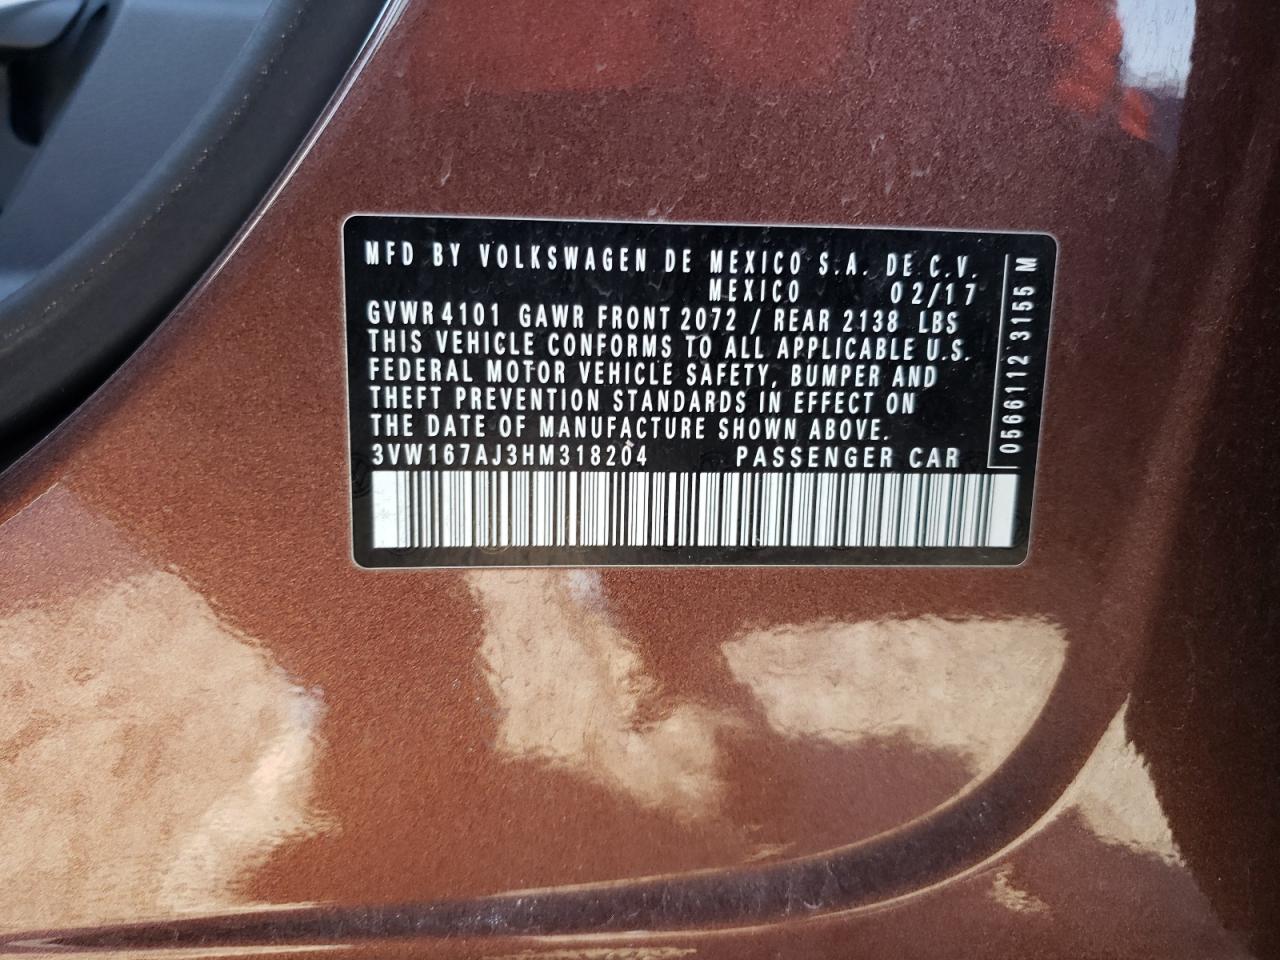 MFD BY VOLKSWAGEN DE MEXICO S.A. DE C.V.
MEXICO 02/17
GVWR 4101 GAWR FRONT 2072 / REAR 2138 LBS
THIS VEHICLE CONFORMS TO ALL APPLICABLE U.S.
FEDERAL MOTOR VEHICLE SAFETY, BUMPER AND
THEFT PREVENTION STANDARDS IN EFFECT ON
THE DATE OF MANUFACTURE SHOWN ABOVE.
3VW167AJ3HM318204 PASSENGER CAR
0566112 3155 M